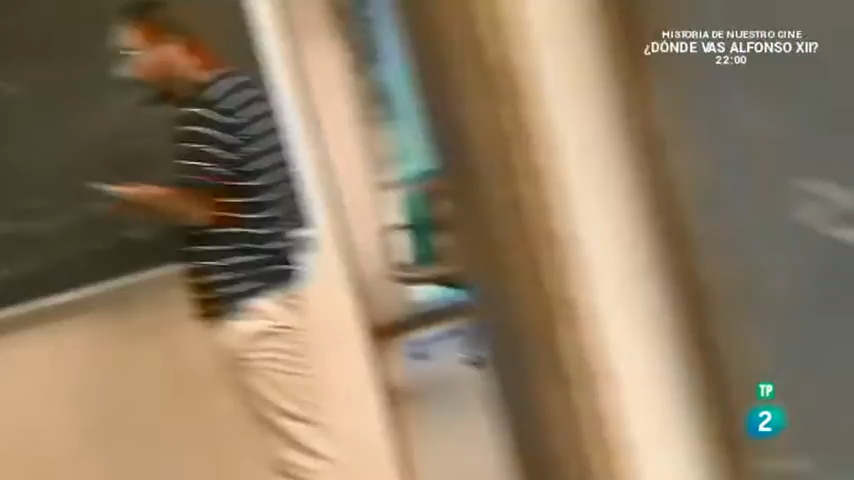 HISTORIA DE NUESTRO CINE
¿DÓNDE VAS ALFONSO XII?
22:00
TP
2